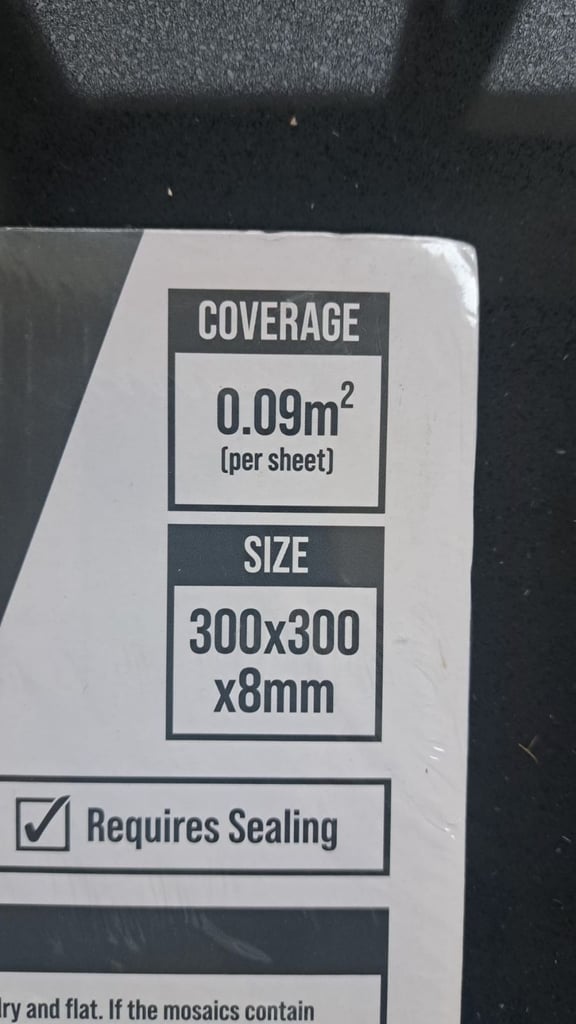 COVERAGE
0.09m²
(per sheet)
SIZE
300x300
x8mm
Requires Sealing
and flat. If the mosaics contain